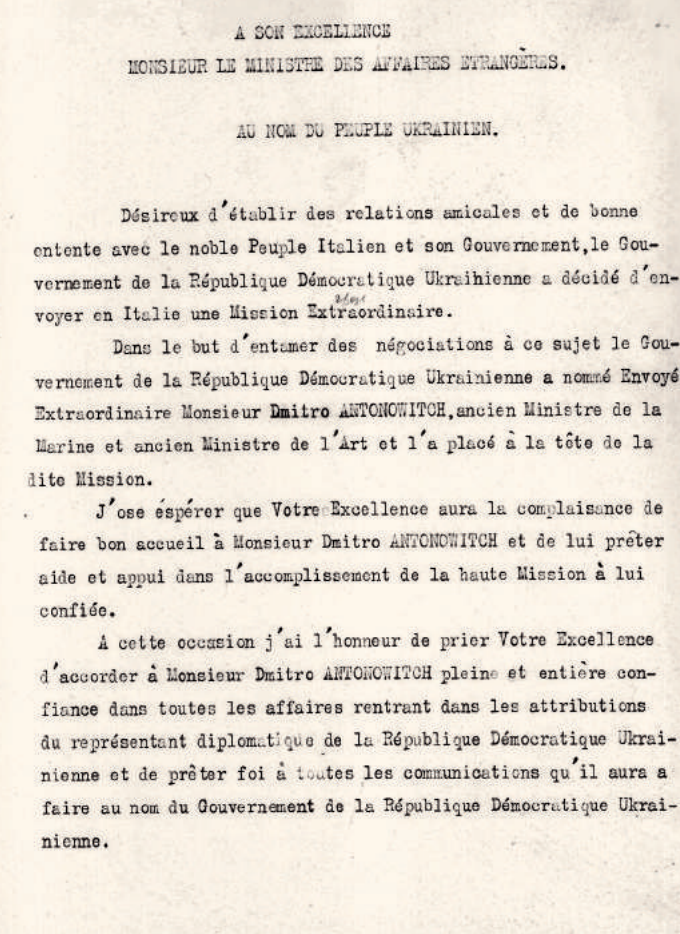 A SON EXCELLENCE
MONSIEUR LE MINISTRE DES AFFAIRES ETRANGÈRES.
AU NOM DU PEUPLE UKRAINIEN.
Désireux d'établir des relations amicales et de bonne
entente avec le noble Peuple Italien et son Gouvernement,le Gou-
vernement de la République Démocratique Ukraihienne a décidé d'en-
voyer en Italie une Mission Extraordinaire.
Dans le but d'entamer des négociations à ce sujet le Gou-
vernement de la République Démocratique Ukrainienne a nommé Envoyé
Extraordinaire Monsieur Dmitro ANTONOWITCH,ancien Ministre de la
Marine et ancien Ministre de l'Art et l'a placé à la tôte de la
dite Mission.
J'ose éspérer que Votre Excellence aura la complaisance de
faire bon accueil à Monsieur Dmitro ANTONOWITCH et de lui prêter
aide et appui dans l'accomplissement de la haute Mission à lui
confiée.
A cette occasion j'ai l'honneur de prier Votre Excellence
d'accorder à Monsieur Dmitro ANTONOWITCH pleine et entière con-
fiance dans toutes les affaires rentrant dans les attributions
du représentant diplomatique de la République Démocratique Ukrai-
nienne et de prêter foi à toutes les communications qu'il aura a
faire au nom du Gouvernement de la République Démocratique Ukrai-
nienne.